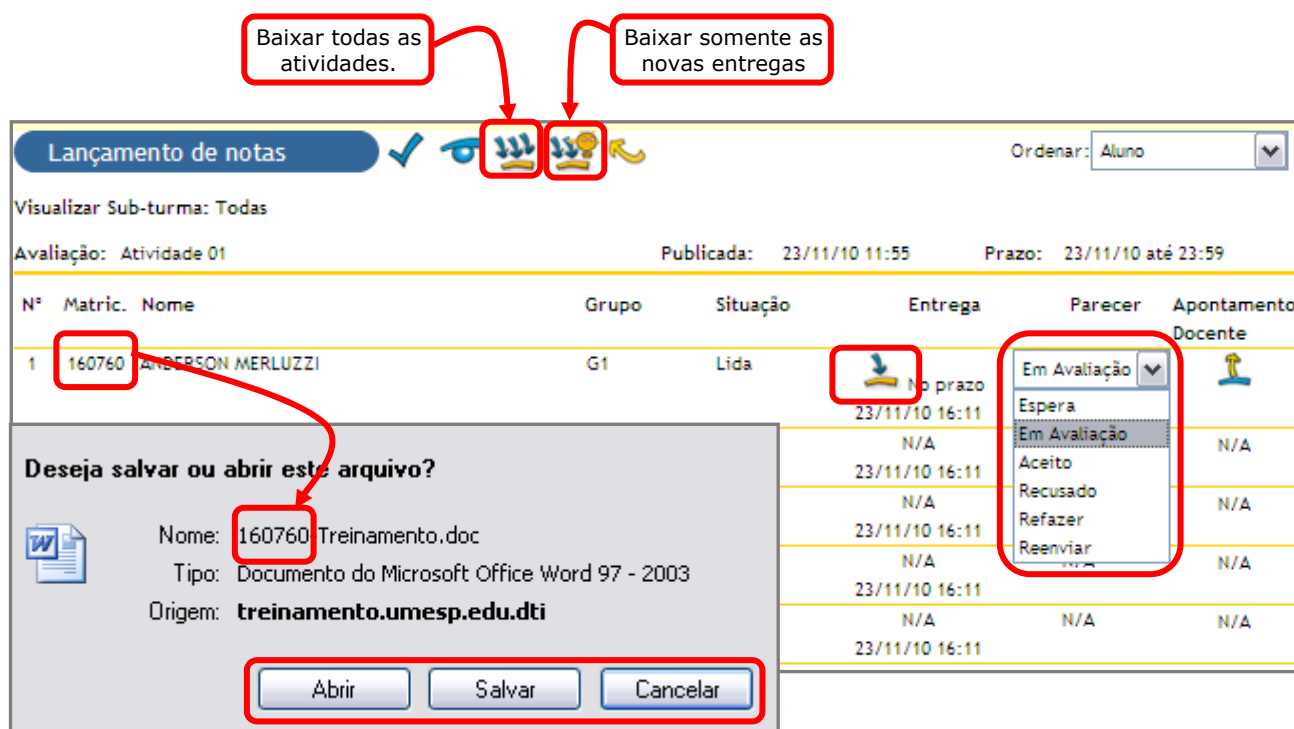 Baixar todas as
atividades.
Baixar somente as
novas entregas
Lançamento de notas
Ordenar: Aluno
Visualizar Sub-turma: Todas
Avaliação: Atividade 01 Publicada: 23/11/10 11:55 Prazo: 23/11/10 até 23:59
N° Matric. Nome Grupo Situação Entrega Parecer Apontamento
Docente
1 160760 ANDERSON MERLUZZI G1 Lida No prazo Em Avaliação
23/11/10 16:11
Espera
Em Avaliação
Aceito
Recusado
Refazer
Reenviar
N/A N/A
23/11/10 16:11
N/A N/A
23/11/10 16:11
N/A N/A
23/11/10 16:11
N/A N/A N/A
23/11/10 16:11
Deseja salvar ou abrir este arquivo?
Nome: 160760-Treinamento.doc
Tipo: Documento do Microsoft Office Word 97 - 2003
Origem: treinamento.umesp.edu.dti
Abrir Salvar Cancelar